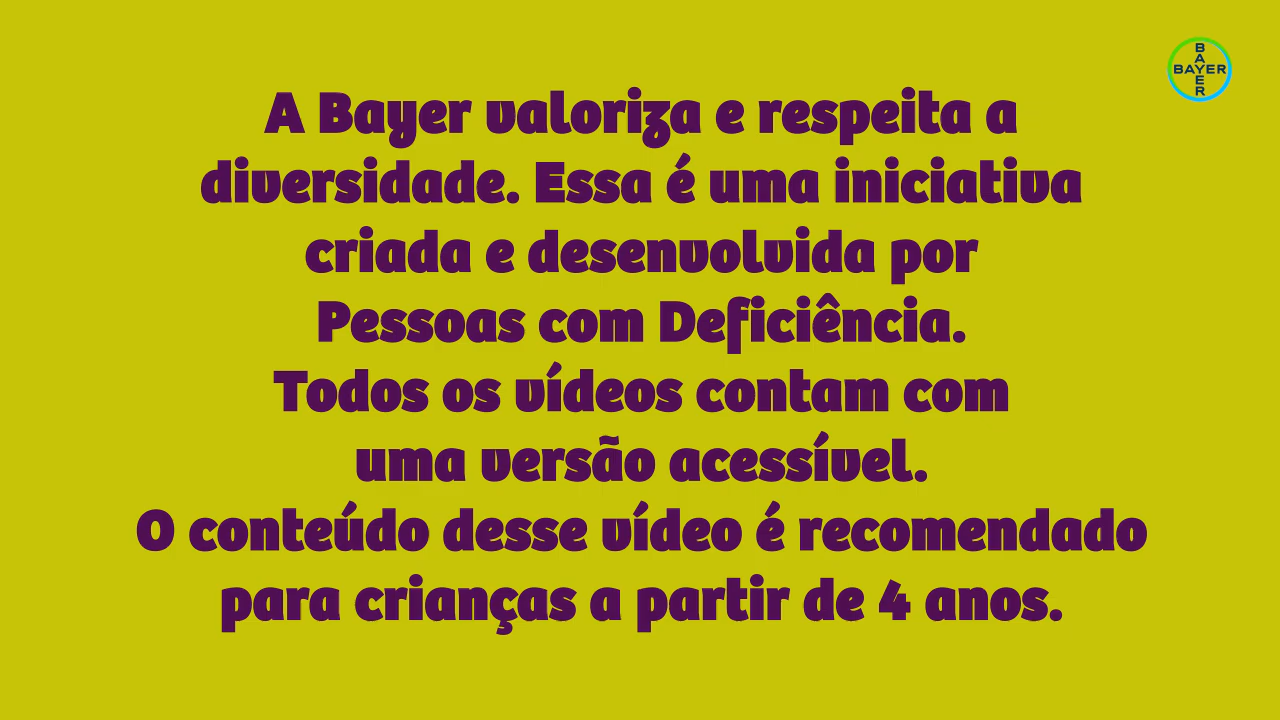 BAYER
BAYER
A Bayer valoriza e respeita a
diversidade. Essa é uma iniciativa
criada e desenvolvida por
Pessoas com Deficiência.
Todos os vídeos contam com
uma versão acessível.
O conteúdo desse vídeo é recomendado
para crianças a partir de 4 anos.